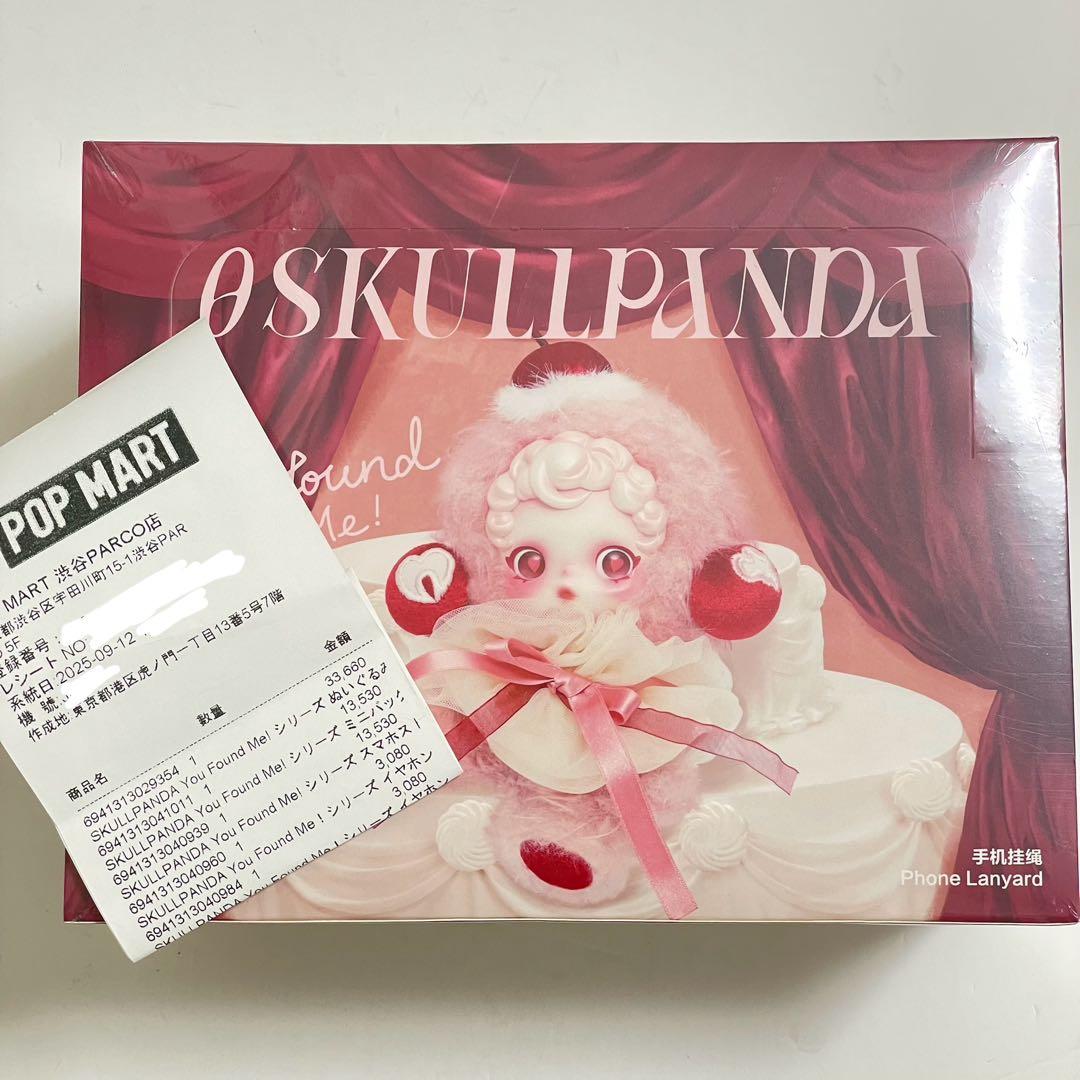 SKULLPANDA
Found
Me!
手机挂绳
Phone Lanyard
POP MART
MART 渋谷PARCO店
都渋谷区宇田川町15-1渋谷PAR
5F
登録番号:
レシートNO
系統日:2025-09-12
機 號:
作成地:東京都港区虎ノ門一丁目13番5号7階
商品名 数量 金額
6941313029354 1 33,660
SKULLPANDA You Found Me! シリーズ ぬいぐるみ
6941313041011 1 13,530
SKULLPANDA You Found Me! シリーズ ミニバッグ
6941313040939 1 13,530
SKULLPANDA You Found Me! シリーズ スマホスト
6941313040960 1 3,080
SKULLPANDA You Found Me! シリーズ イヤホン
6941313040984 1 3,080
SKULLPANDA You Found Me! シリーズ イヤホン